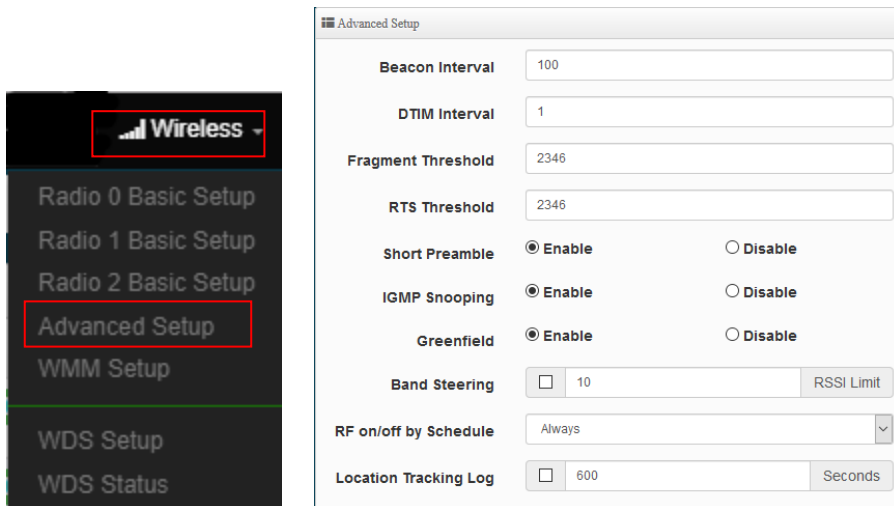 Wireless
Radio 0 Basic Setup
Radio 1 Basic Setup
Radio 2 Basic Setup
Advanced Setup
WMM Setup
WDS Setup
WDS Status
Advanced Setup
Beacon Interval 100
DTIM Interval 1
Fragment Threshold 2346
RTS Threshold 2346
Short Preamble Enable Disable
IGMP Snooping Enable Disable
Greenfield Enable Disable
Band Steering 10 RSSI Limit
RF on/off by Schedule Always
Location Tracking Log 600 Seconds